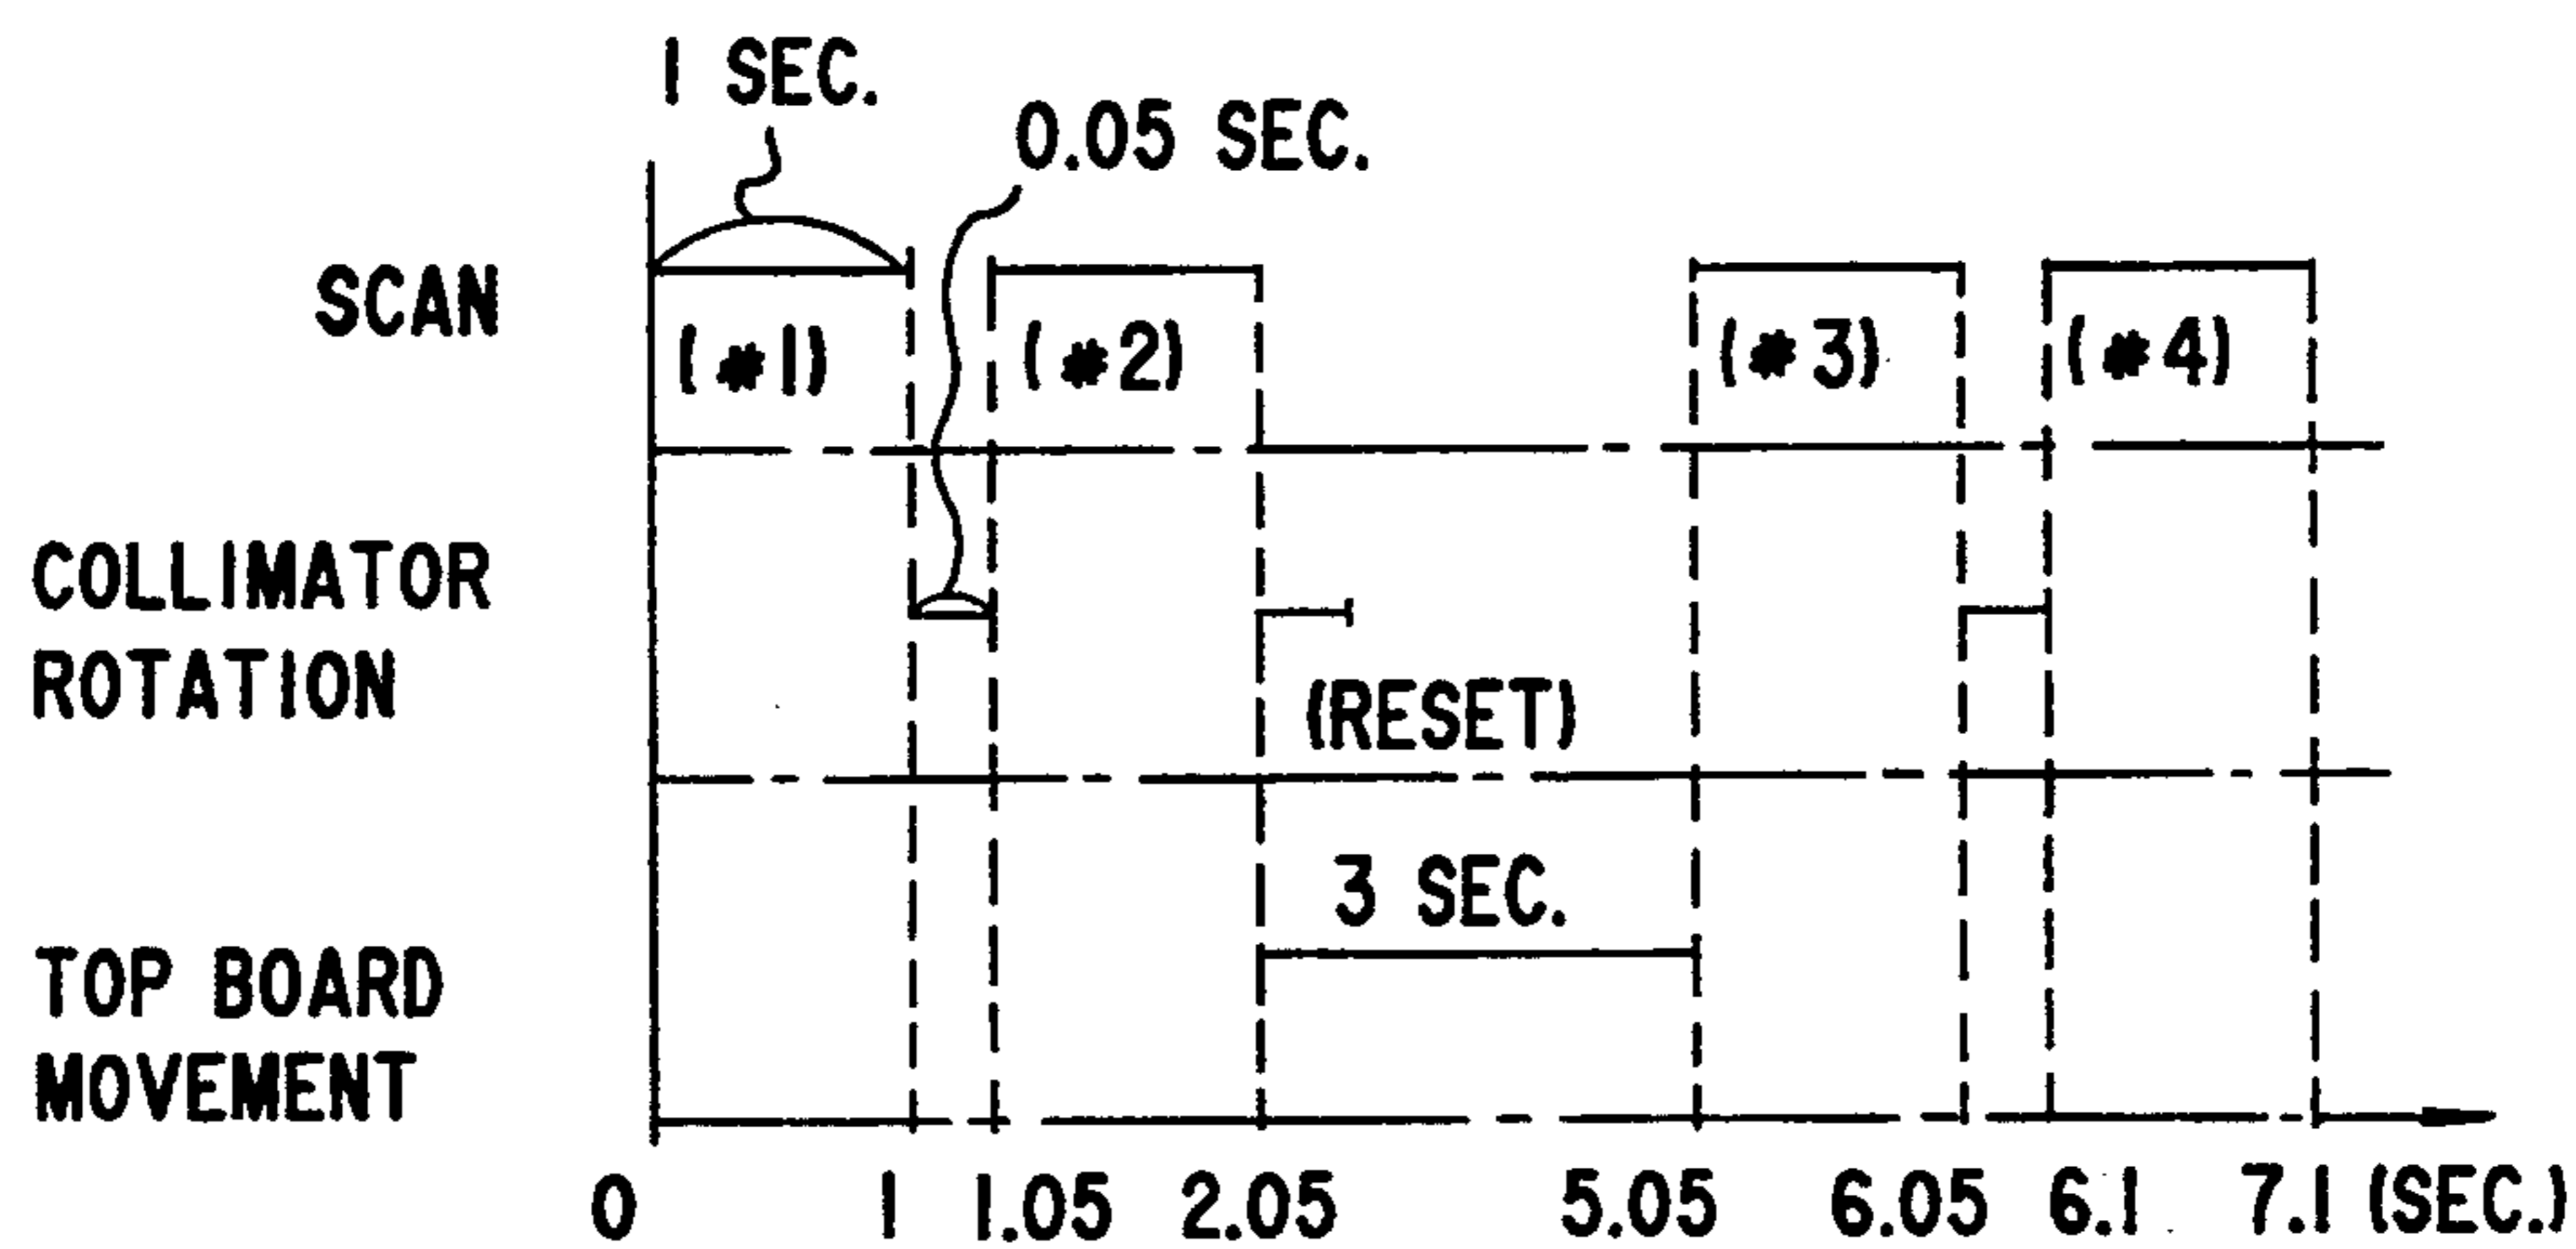 1 SEC.
0.05 SEC.
SCAN
(#1)
(#2)
(#3)
(#4)
COLLIMATOR
ROTATION
(RESET)
3 SEC.
TOP BOARD
MOVEMENT
0 1 1.05 2.05 5.05 6.05 6.1 7.1 (SEC.)